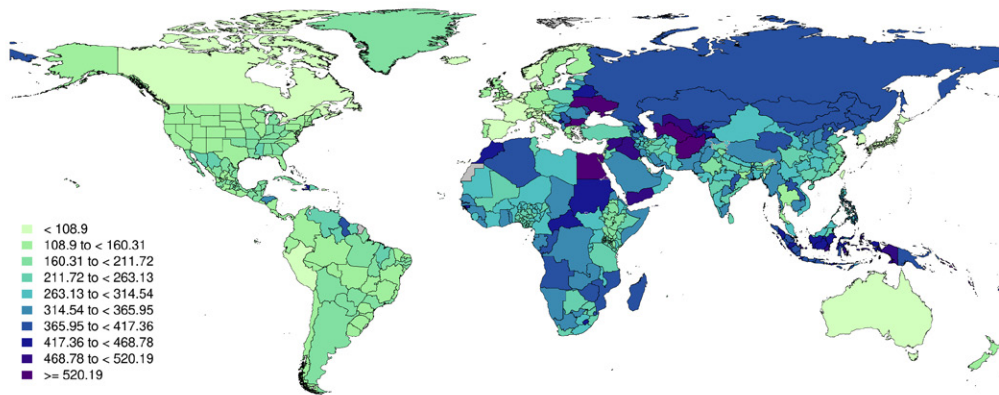 < 108.9
108.9 to < 160.31
160.31 to < 211.72
211.72 to < 263.13
263.13 to < 314.54
314.54 to < 365.95
365.95 to < 417.36
417.36 to < 468.78
468.78 to < 520.19
>= 520.19